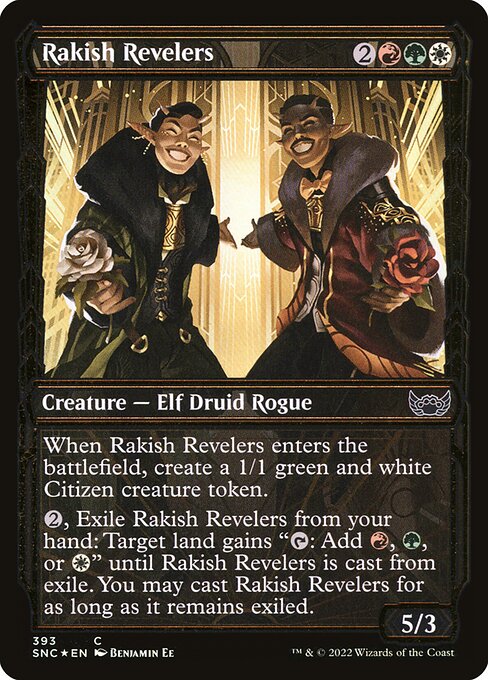 Rakish Revelers 2
Creature — Elf Druid Rogue
When Rakish Revelers enters the
battlefield, create a 1/1 green and white
Citizen creature token.
2, Exile Rakish Revelers from your
hand: Target land gains “: Add , ,
or ” until Rakish Revelers is cast from
exile. You may cast Rakish Revelers for
as long as it remains exiled.
5/3
393 C
SNC★EN Benjamin Ee
™ & © 2022 Wizards of the Coast